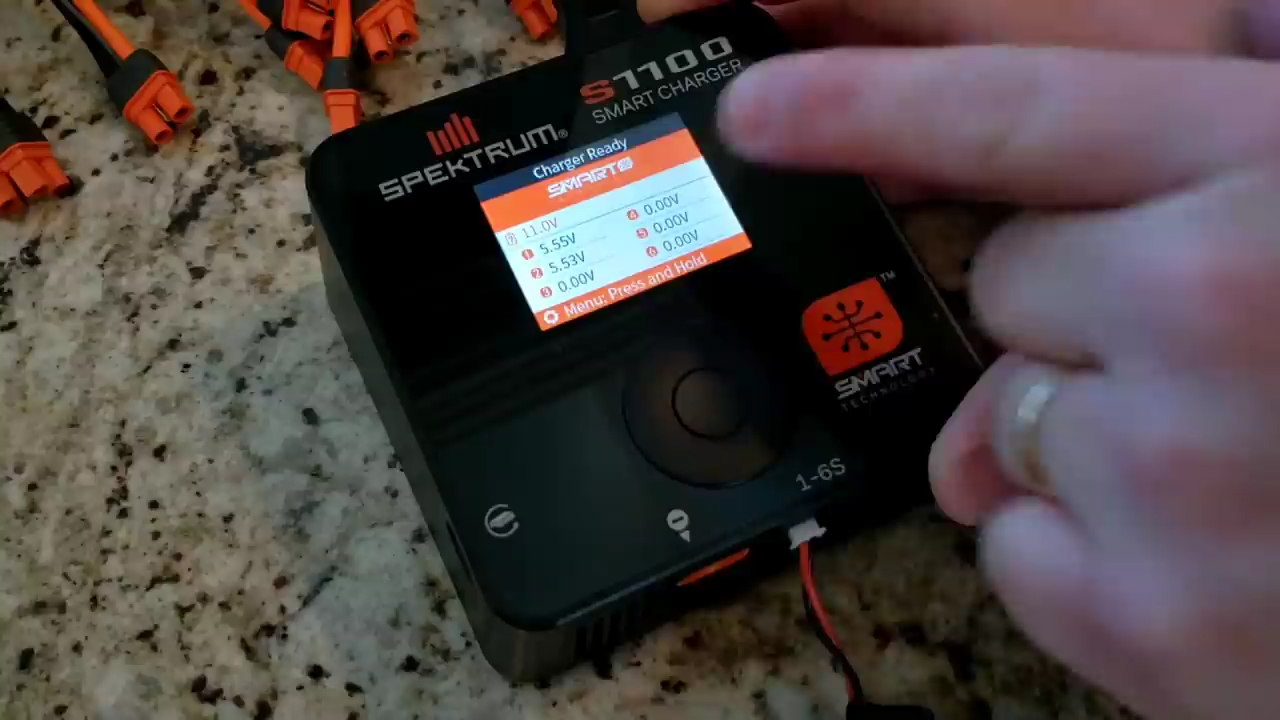 SPEKTRUM®
S1100
SMART CHARGER
Charger Ready
SMART
11.0V
1 5.55V
2 5.53V
3 0.00V
4 0.00V
5 0.00V
6 0.00V
Menu: Press and Hold
™
SMART
TECHNOLOGY
1-6S